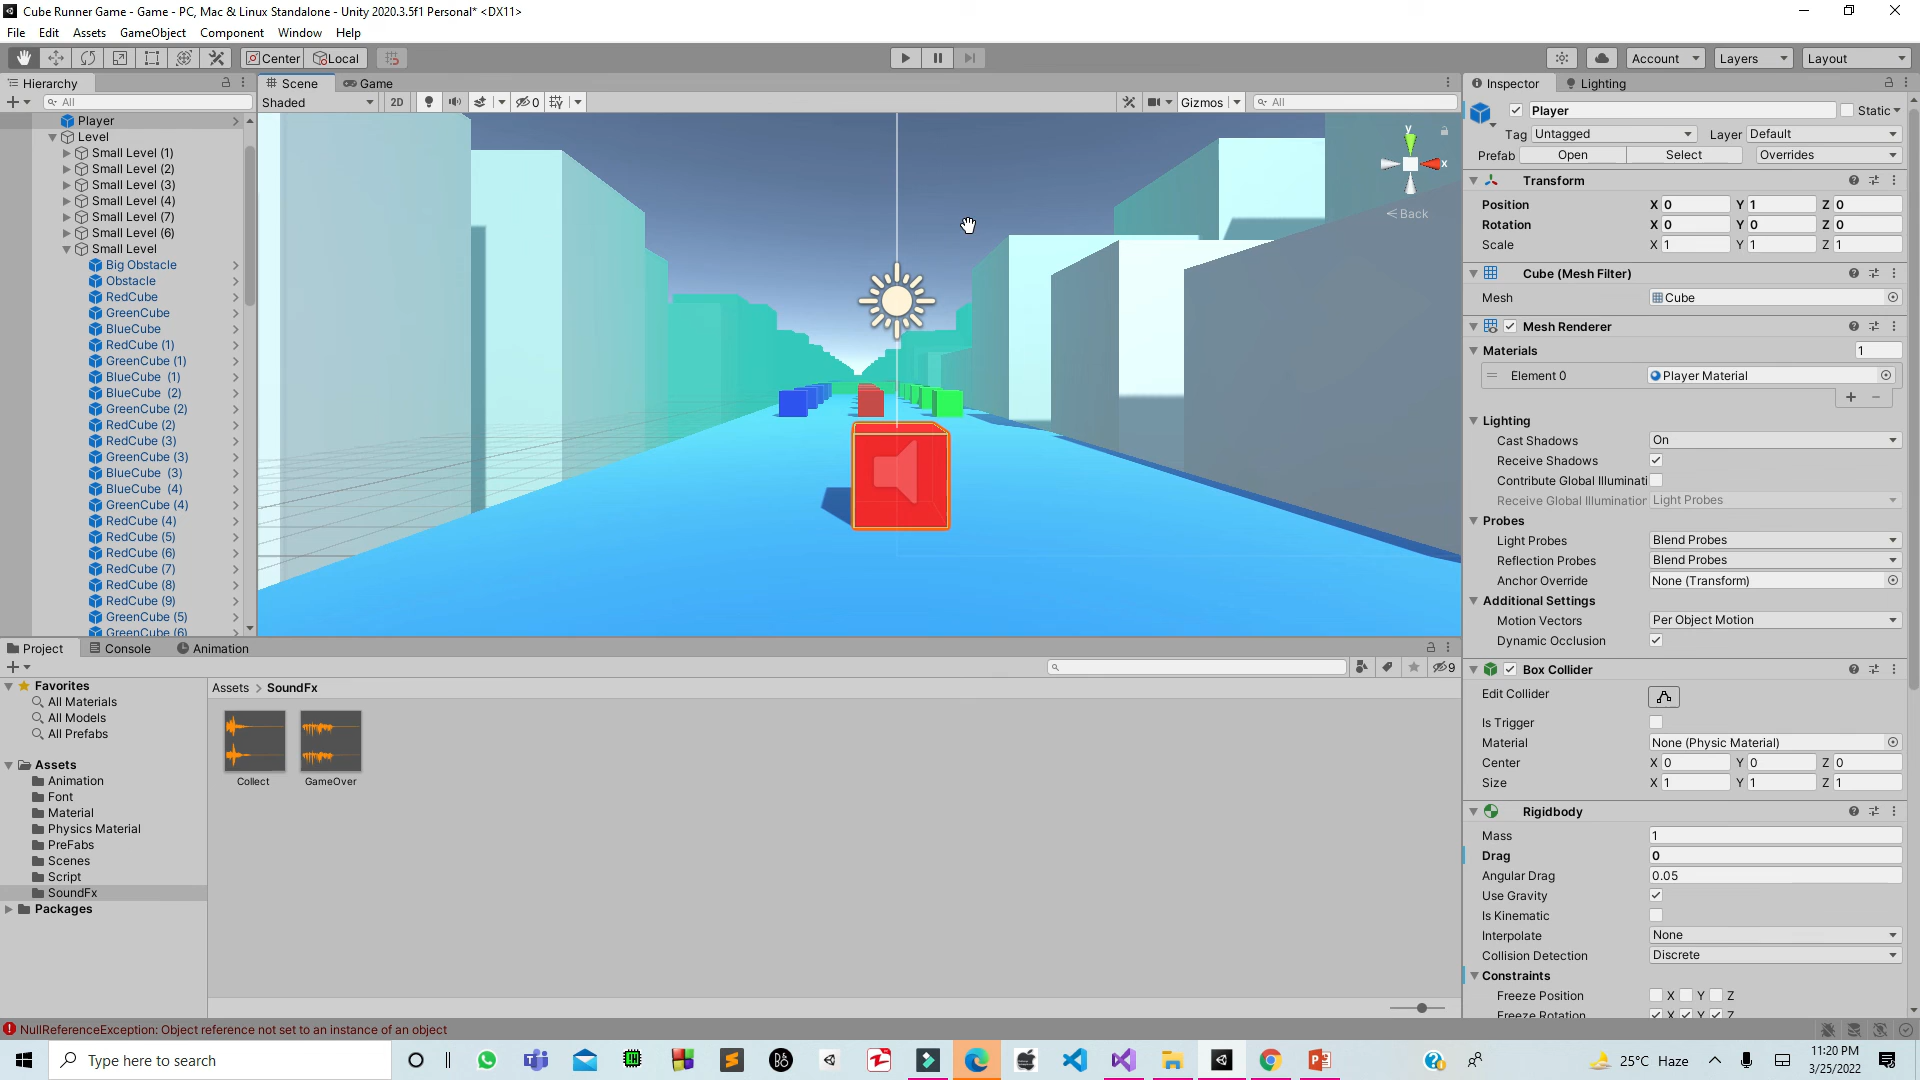 Cube Runner Game - Game - PC, Mac & Linux Standalone - Unity 2020.3.5f1 Personal* <DX11>
File Edit Assets GameObject Component Window Help
Center Local Account Layers Layout
Hierarchy Scene Game Inspector Lighting
All Shaded 2D 0 Gizmos All
Player Static
Tag Untagged Layer Default
Prefab Open Select Overrides
Transform
Position X 0 Y 1 Z 0
Rotation X 0 Y 0 Z 0
Scale X 1 Y 1 Z 1
Cube (Mesh Filter)
Mesh Cube
Mesh Renderer
Materials 1
Element 0 Player Material
Lighting
Cast Shadows On
Receive Shadows
Contribute Global Illuminati
Receive Global Illumination Light Probes
Probes
Light Probes Blend Probes
Reflection Probes Blend Probes
Anchor Override None (Transform)
Additional Settings
Motion Vectors Per Object Motion
Dynamic Occlusion
Box Collider
Edit Collider
Is Trigger
Material None (Physic Material)
Center X 0 Y 0 Z 0
Size X 1 Y 1 Z 1
Rigidbody
Mass 1
Drag 0
Angular Drag 0.05
Use Gravity
Is Kinematic
Interpolate None
Collision Detection Discrete
Constraints
Freeze Position X Y Z
Freeze Rotation X Y Z
Player
Level
Small Level (1)
Small Level (2)
Small Level (3)
Small Level (4)
Small Level (7)
Small Level (6)
Small Level
Big Obstacle
Obstacle
RedCube
GreenCube
BlueCube
RedCube (1)
GreenCube (1)
BlueCube (1)
BlueCube (2)
GreenCube (2)
RedCube (2)
RedCube (3)
GreenCube (3)
BlueCube (3)
BlueCube (4)
GreenCube (4)
RedCube (4)
RedCube (5)
RedCube (6)
RedCube (7)
RedCube (8)
RedCube (9)
GreenCube (5)
GreenCube (6)
y
x
< Back
Project Console Animation
9
Favorites
All Materials
All Models
All Prefabs
Assets
Animation
Font
Material
Physics Material
PreFabs
Scenes
Script
SoundFx
Packages
Assets > SoundFx
Collect GameOver
NullReferenceException: Object reference not set to an instance of an object
Type here to search
25°C Haze
11:20 PM
3/25/2022